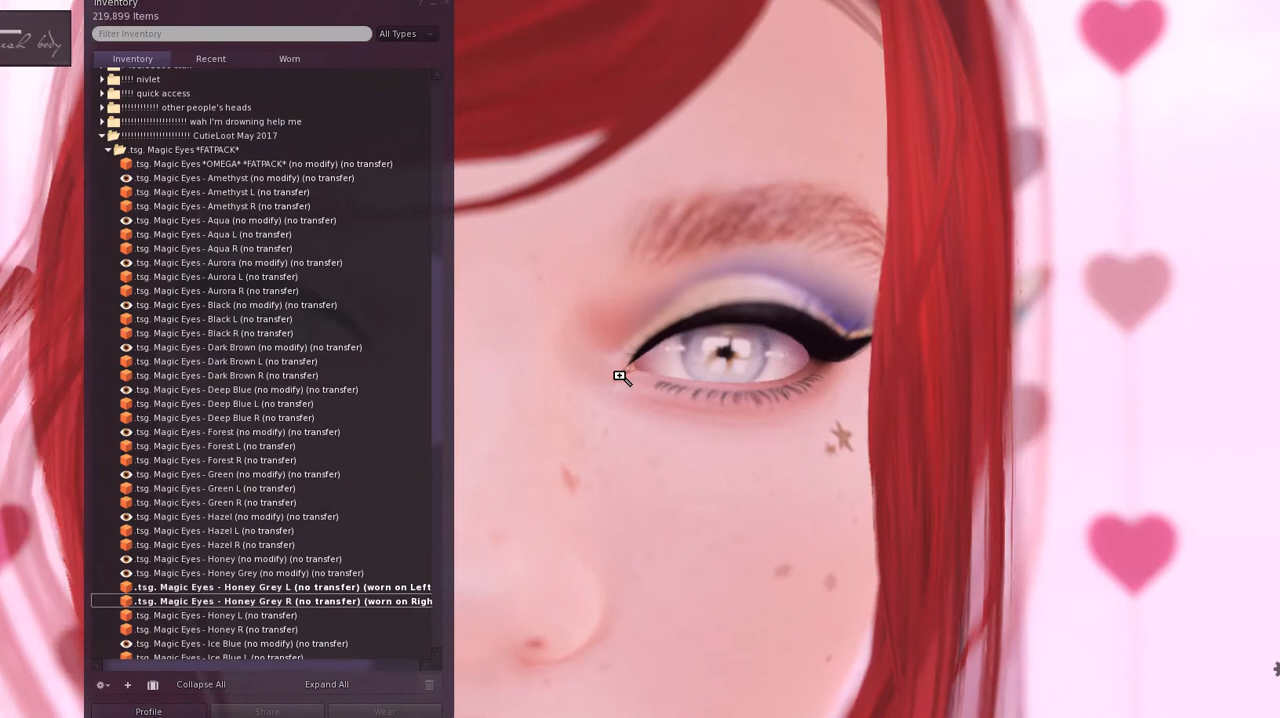 Inventory
219,899 Items
Filter Inventory
All Types
Inventory Recent Worn
!!!! nivlet
!!!! quick access
!!!!!!!!!!!! other people's heads
!!!!!!!!!!!!!!!!!!!!! wah I'm drowning help me
!!!!!!!!!!!!!!!!!!!!!! CutieLoot May 2017
.tsg. Magic Eyes *FATPACK*
.tsg. Magic Eyes *OMEGA* *FATPACK* (no modify) (no transfer)
.tsg. Magic Eyes - Amethyst (no modify) (no transfer)
.tsg. Magic Eyes - Amethyst L (no transfer)
.tsg. Magic Eyes - Amethyst R (no transfer)
.tsg. Magic Eyes - Aqua (no modify) (no transfer)
.tsg. Magic Eyes - Aqua L (no transfer)
.tsg. Magic Eyes - Aqua R (no transfer)
.tsg. Magic Eyes - Aurora (no modify) (no transfer)
.tsg. Magic Eyes - Aurora L (no transfer)
.tsg. Magic Eyes - Aurora R (no transfer)
.tsg. Magic Eyes - Black (no modify) (no transfer)
.tsg. Magic Eyes - Black L (no transfer)
.tsg. Magic Eyes - Black R (no transfer)
.tsg. Magic Eyes - Dark Brown (no modify) (no transfer)
.tsg. Magic Eyes - Dark Brown L (no transfer)
.tsg. Magic Eyes - Dark Brown R (no transfer)
.tsg. Magic Eyes - Deep Blue (no modify) (no transfer)
.tsg. Magic Eyes - Deep Blue L (no transfer)
.tsg. Magic Eyes - Deep Blue R (no transfer)
.tsg. Magic Eyes - Forest (no modify) (no transfer)
.tsg. Magic Eyes - Forest L (no transfer)
.tsg. Magic Eyes - Forest R (no transfer)
.tsg. Magic Eyes - Green (no modify) (no transfer)
.tsg. Magic Eyes - Green L (no transfer)
.tsg. Magic Eyes - Green R (no transfer)
.tsg. Magic Eyes - Hazel (no modify) (no transfer)
.tsg. Magic Eyes - Hazel L (no transfer)
.tsg. Magic Eyes - Hazel R (no transfer)
.tsg. Magic Eyes - Honey (no modify) (no transfer)
.tsg. Magic Eyes - Honey Grey (no modify) (no transfer)
.tsg. Magic Eyes - Honey Grey L (no transfer) (worn on Left
.tsg. Magic Eyes - Honey Grey R (no transfer) (worn on Righ
.tsg. Magic Eyes - Honey L (no transfer)
.tsg. Magic Eyes - Honey R (no transfer)
.tsg. Magic Eyes - Ice Blue (no modify) (no transfer)
.tsg. Magic Eyes - Ice Blue L (no transfer)
Collapse All Expand All
Profile Share Wear
body